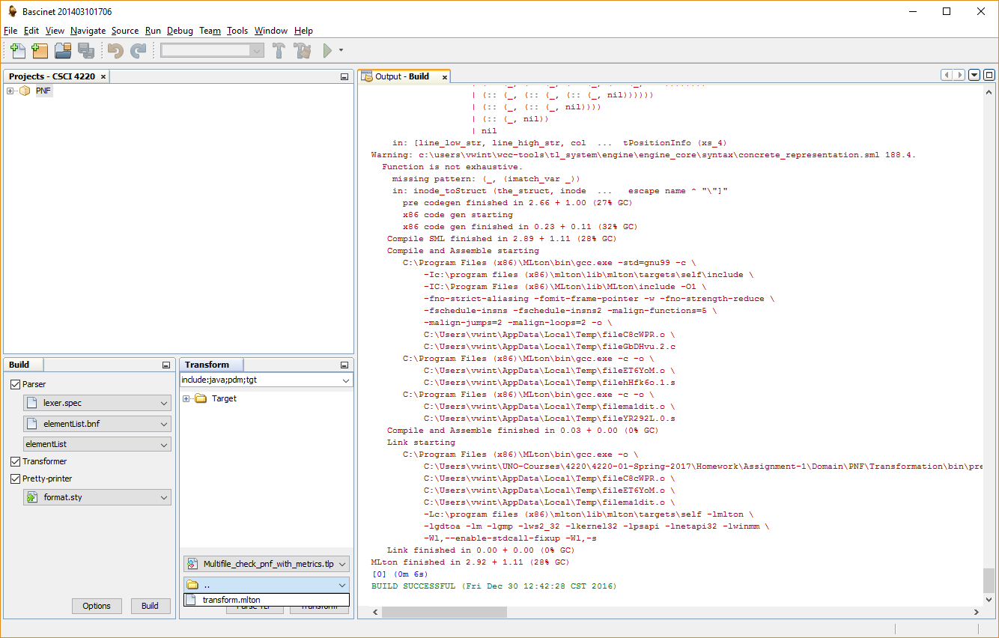 Bascinet 201403101706
File Edit View Navigate Source Run Debug Team Tools Window Help
Projects - CSCI 4220 ×
PNF
Build
Parser
lexer.spec
elementList.bnf
elementList
Transformer
Pretty-printer
format.sty
Options Build
Transform
include:java;pdm;tgt
Target
Multifile_check_pnf_with_metrics.tlp
..
transform.mlton
Output - Build ×
| (:: (_, (:: (_, (:: (_, nil))))))
| (:: (_, (:: (_, nil))))
| (:: (_, nil))
| nil
in: [line_low_str, line_high_str, col ... tPositionInfo (xs_4)
Warning: c:\users\vwint\wcc-tools\tl_system\engine\engine_core\syntax\concrete_representation.sml 188.4.
Function is not exhaustive.
missing pattern: (_, (imatch_var _))
in: inode_toStruct (the_struct, inode ... escape name ^ "\"]"
pre codegen finished in 2.66 + 1.00 (27% GC)
x86 code gen starting
x86 code gen finished in 0.23 + 0.11 (32% GC)
Compile SML finished in 2.89 + 1.11 (28% GC)
Compile and Assemble starting
C:\Program Files (x86)\MLton\bin\gcc.exe -std=gnu99 -c \
-Ic:\program files (x86)\mlton\lib\mlton\targets\self\include \
-IC:\Program Files (x86)\MLton\lib\MLton\include -O1 \
-fno-strict-aliasing -fomit-frame-pointer -w -fno-strength-reduce \
-fschedule-insns -fschedule-insns2 -malign-functions=5 \
-malign-jumps=2 -malign-loops=2 -o \
C:\Users\vwint\AppData\Local\Temp\fileC8cWPR.o \
C:\Users\vwint\AppData\Local\Temp\fileGbDHvu.2.c
C:\Program Files (x86)\MLton\bin\gcc.exe -c -o \
C:\Users\vwint\AppData\Local\Temp\fileET6YoM.o \
C:\Users\vwint\AppData\Local\Temp\filehHfk6o.1.s
C:\Program Files (x86)\MLton\bin\gcc.exe -c -o \
C:\Users\vwint\AppData\Local\Temp\filema1dit.o \
C:\Users\vwint\AppData\Local\Temp\fileYR292L.0.s
Compile and Assemble finished in 0.03 + 0.00 (0% GC)
Link starting
C:\Program Files (x86)\MLton\bin\gcc.exe -o \
C:\Users\vwint\UNO-Courses\4220\4220-01-Spring-2017\Homework\Assignment-1\Domain\PNF\Transformation\bin\pre
C:\Users\vwint\AppData\Local\Temp\fileC8cWPR.o \
C:\Users\vwint\AppData\Local\Temp\fileET6YoM.o \
C:\Users\vwint\AppData\Local\Temp\filema1dit.o \
-Lc:\program files (x86)\mlton\lib\mlton\targets\self -lmlton \
-lgdtoa -lm -lgmp -lws2_32 -lkernel32 -lpsapi -lnetapi32 -lwinmm \
-Wl,--enable-stdcall-fixup -Wl,-s
Link finished in 0.00 + 0.00 (0% GC)
MLton finished in 2.92 + 1.11 (28% GC)
[0] (0m 6s)
BUILD SUCCESSFUL (Fri Dec 30 12:42:28 CST 2016)